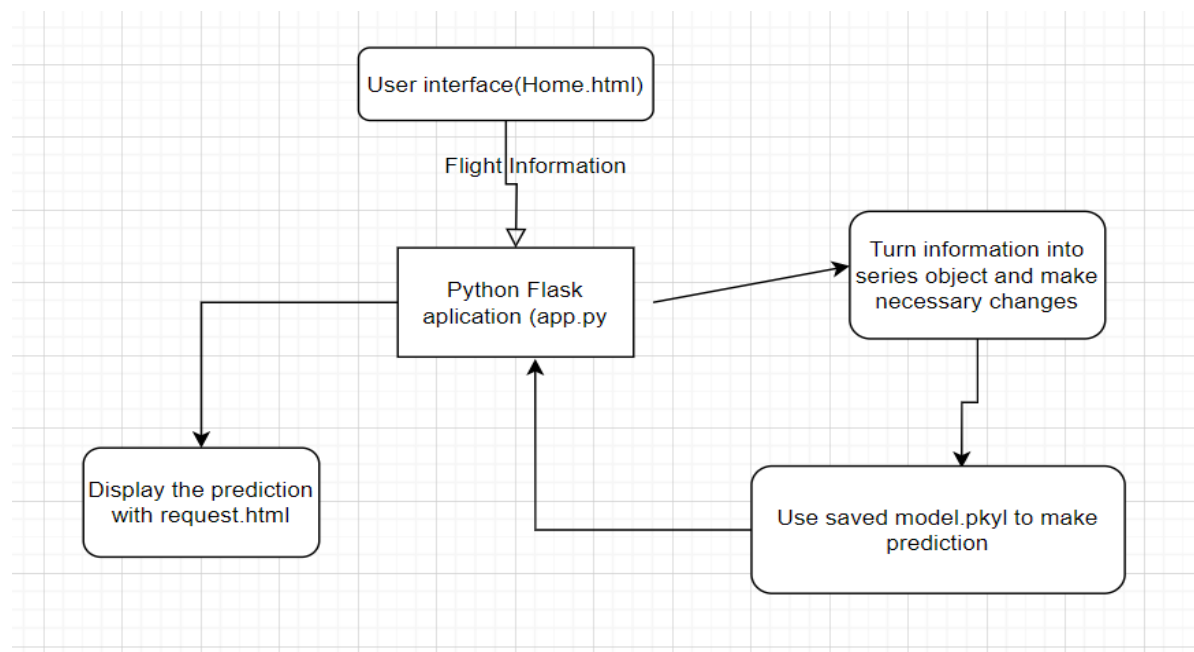 User interface(Home.html)
Flight Information
Python Flask
aplication (app.py
Turn information into
series object and make
necessary changes
Display the prediction
with request.html
Use saved model.pkyl to make
prediction